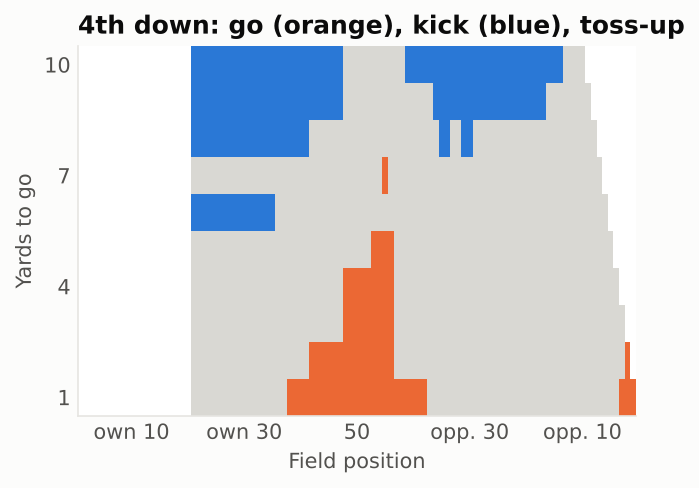 4th down: go (orange), kick (blue), toss-up
10
7
4
1
Yards to go
own 10
own 30
50
opp. 30
opp. 10
Field position